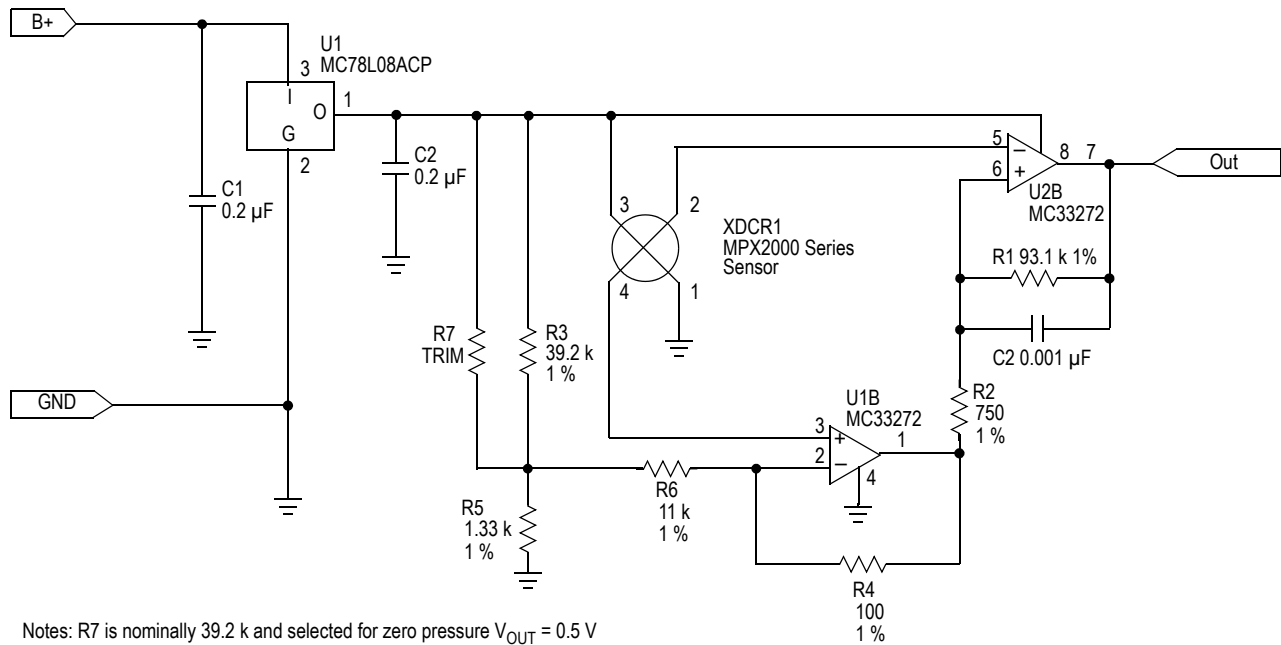 B+
U1
MC78L08ACP
3
I
O
1
G
2
C1
0.2 µF
C2
0.2 µF
GND
R7
TRIM
R3
39.2 k
1 %
R5
1.33 k
1 %
3
2
4
1
XDCR1
MPX2000 Series
Sensor
5
−
6
+
8
7
Out
U2B
MC33272
R1 93.1 k 1%
C2 0.001 µF
R2
750
1 %
U1B
MC33272
3
+
2
−
1
4
R6
11 k
1 %
R4
100
1 %
Notes: R7 is nominally 39.2 k and selected for zero pressure VOUT = 0.5 V